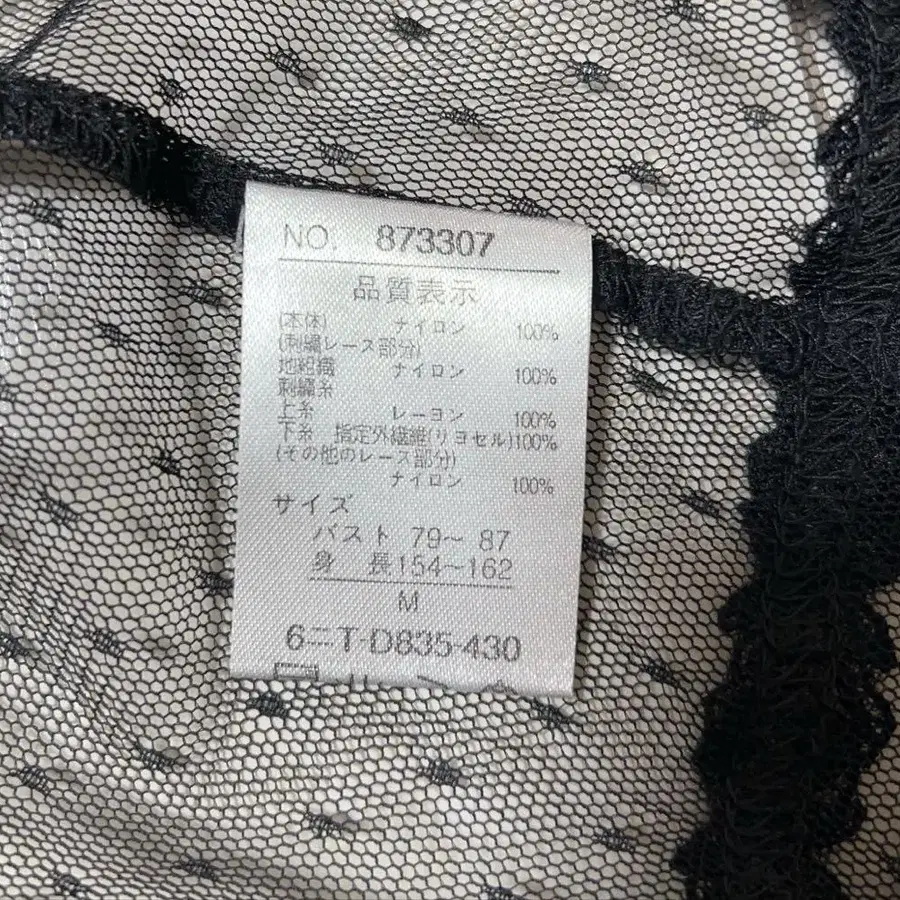 NO. 873307
品質表示
(本体) ナイロン 100%
(刺繍レース部分)
地組織 ナイロン 100%
刺繍糸
上糸 レーヨン 100%
下糸 指定外繊維(リヨセル)100%
(その他のレース部分)
ナイロン 100%
サイズ
バスト 79~ 87
身 長 154~162
M
6ニT-D835-430